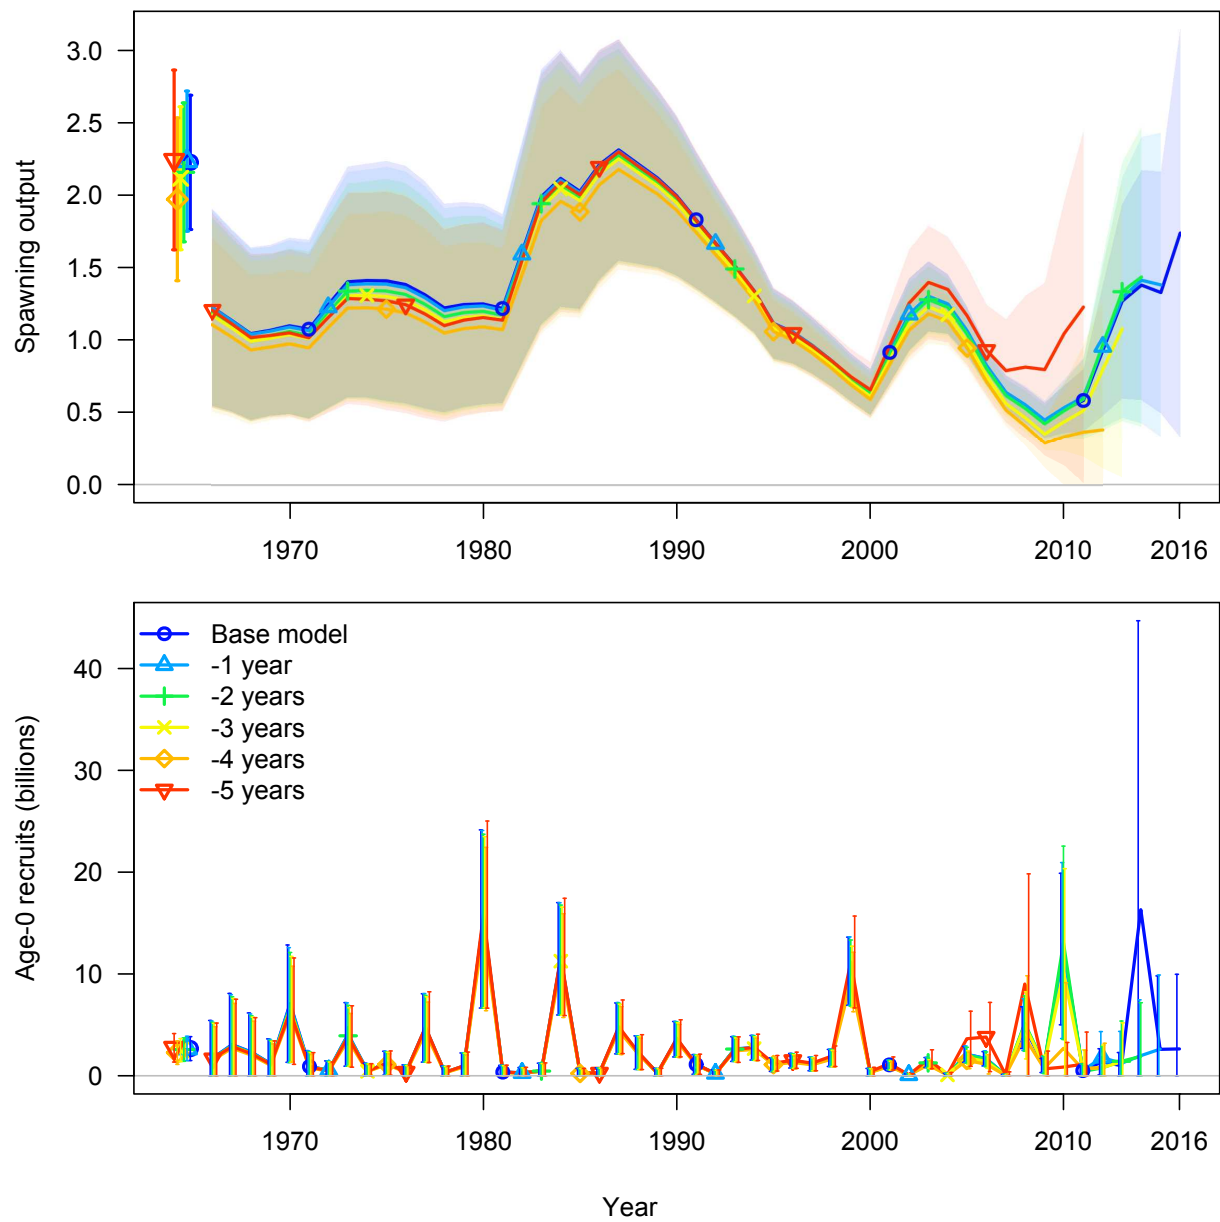 Spawning output
3.0
2.5
2.0
1.5
1.0
0.5
0.0
1970 1980 1990 2000 2010 2016
Age-0 recruits (billions)
40
30
20
10
0
Base model
-1 year
-2 years
-3 years
-4 years
-5 years
1970 1980 1990 2000 2010 2016
Year